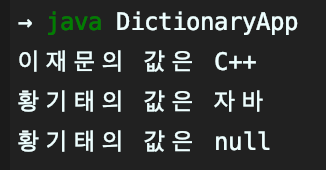 → java DictionaryApp
이재문의 값은 C++
황기태의 값은 자바
황기태의 값은 null